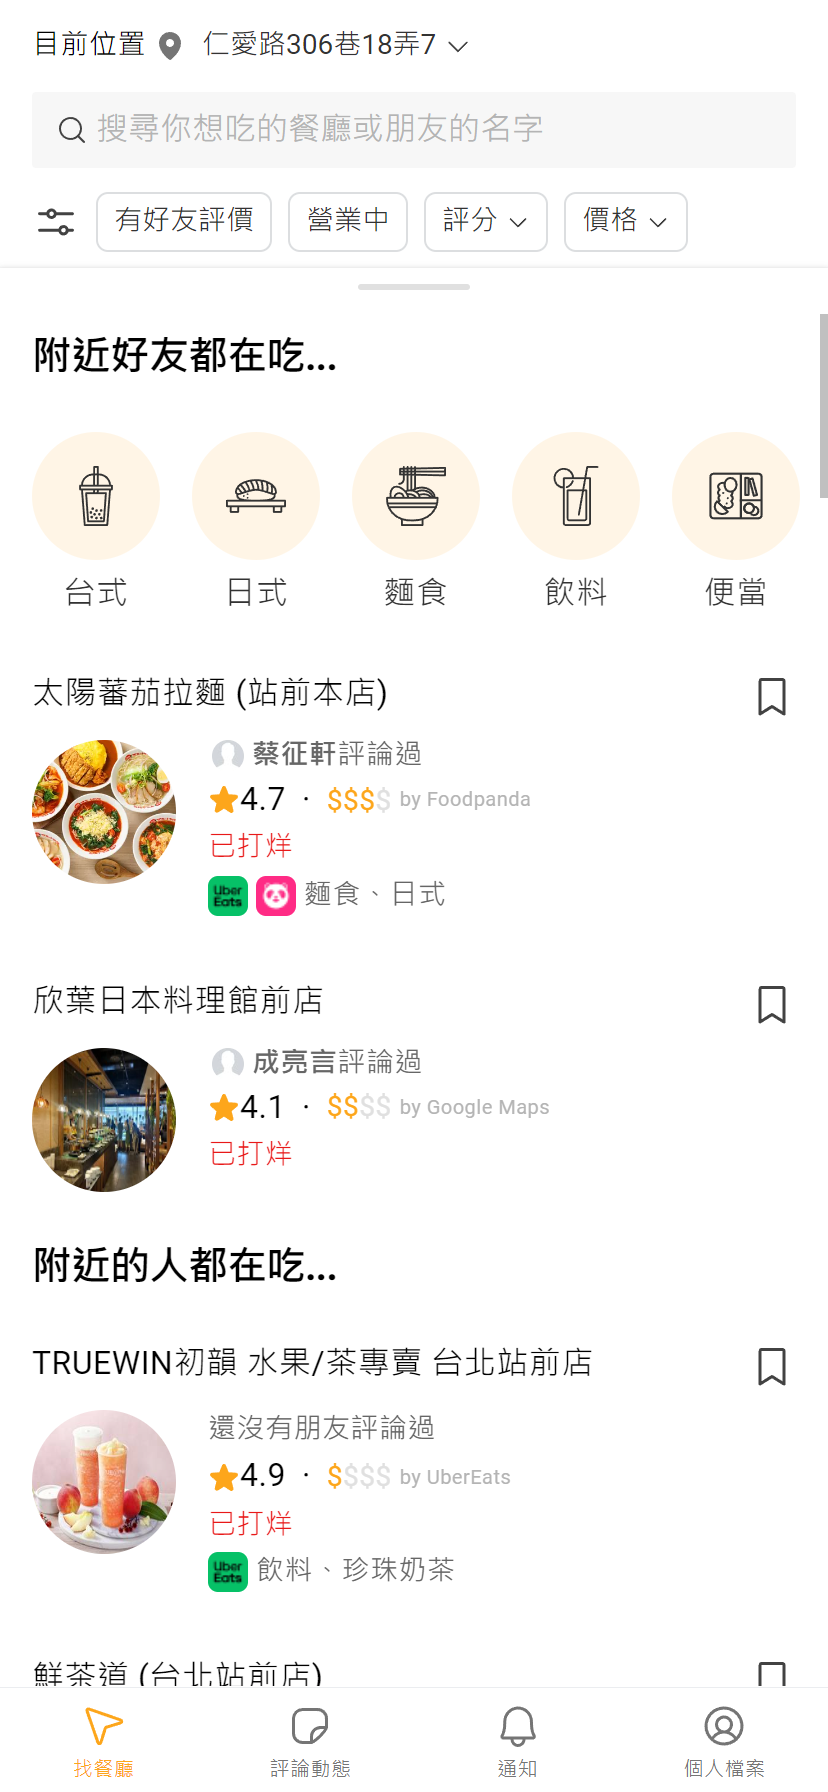 目前位置 仁愛路306巷18弄7
搜尋你想吃的餐廳或朋友的名字
有好友評價 營業中 評分 價格
附近好友都在吃...
台式 日式 麵食 飲料 便當
太陽蕃茄拉麵 (站前本店)
蔡征軒評論過
4.7 · $$$$ by Foodpanda
已打烊
Uber Eats 麵食、日式
欣葉日本料理館前店
成亮言評論過
4.1 · $$$$ by Google Maps
已打烊
附近的人都在吃...
TRUEWIN初韻 水果/茶專賣 台北站前店
還沒有朋友評論過
4.9 · $$$$ by UberEats
已打烊
Uber Eats 飲料、珍珠奶茶
鮮茶道 (台北站前店)
找餐廳 評論動態 通知 個人檔案